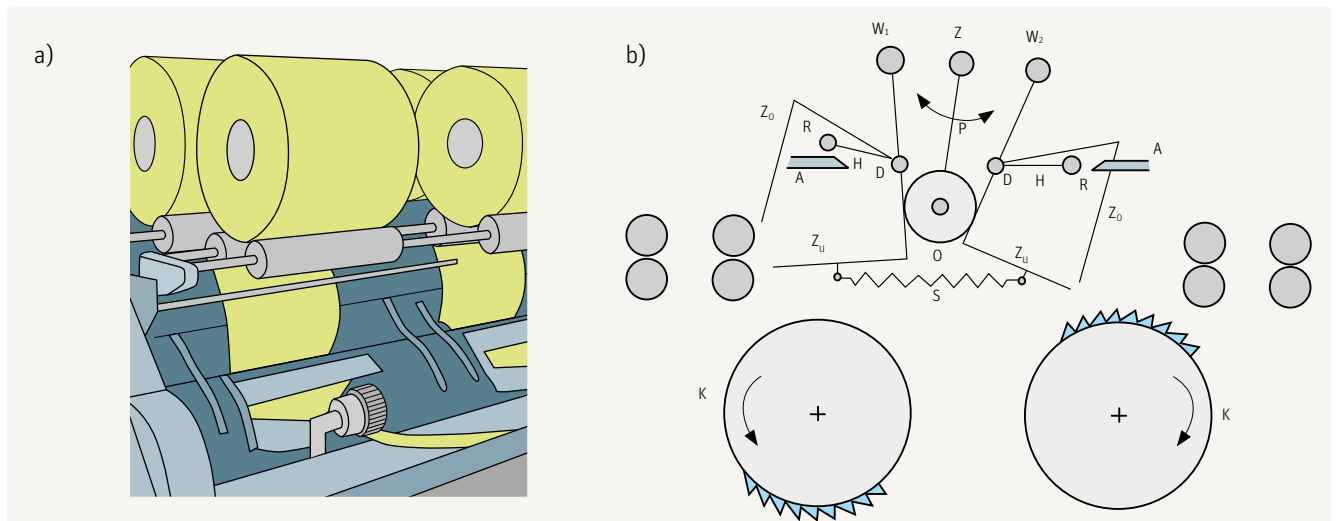 a)
b)
W₁ Z W₂
Z₀ P
R A
H D D H R
A Z₀
Zᵤ O Zᵤ
S
K K